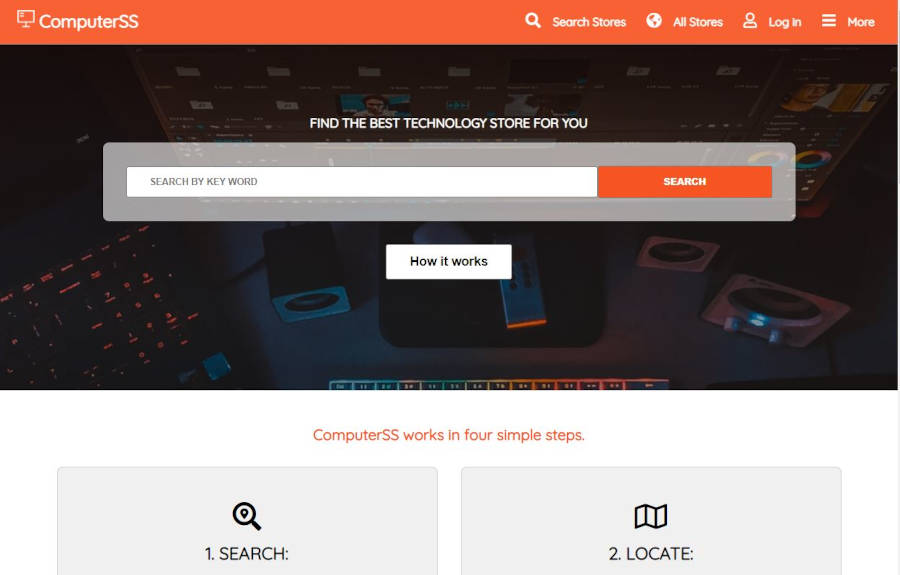 ComputerSS
Search Stores
All Stores
Log in
More
FIND THE BEST TECHNOLOGY STORE FOR YOU
SEARCH BY KEY WORD
SEARCH
How it works
ComputerSS works in four simple steps.
1. SEARCH:
2. LOCATE: